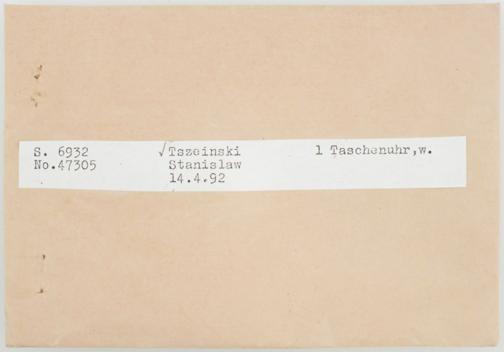 S. 6932 √Tszeinski 1 Taschenuhr,w.
No.47305 Stanislaw
14.4.92